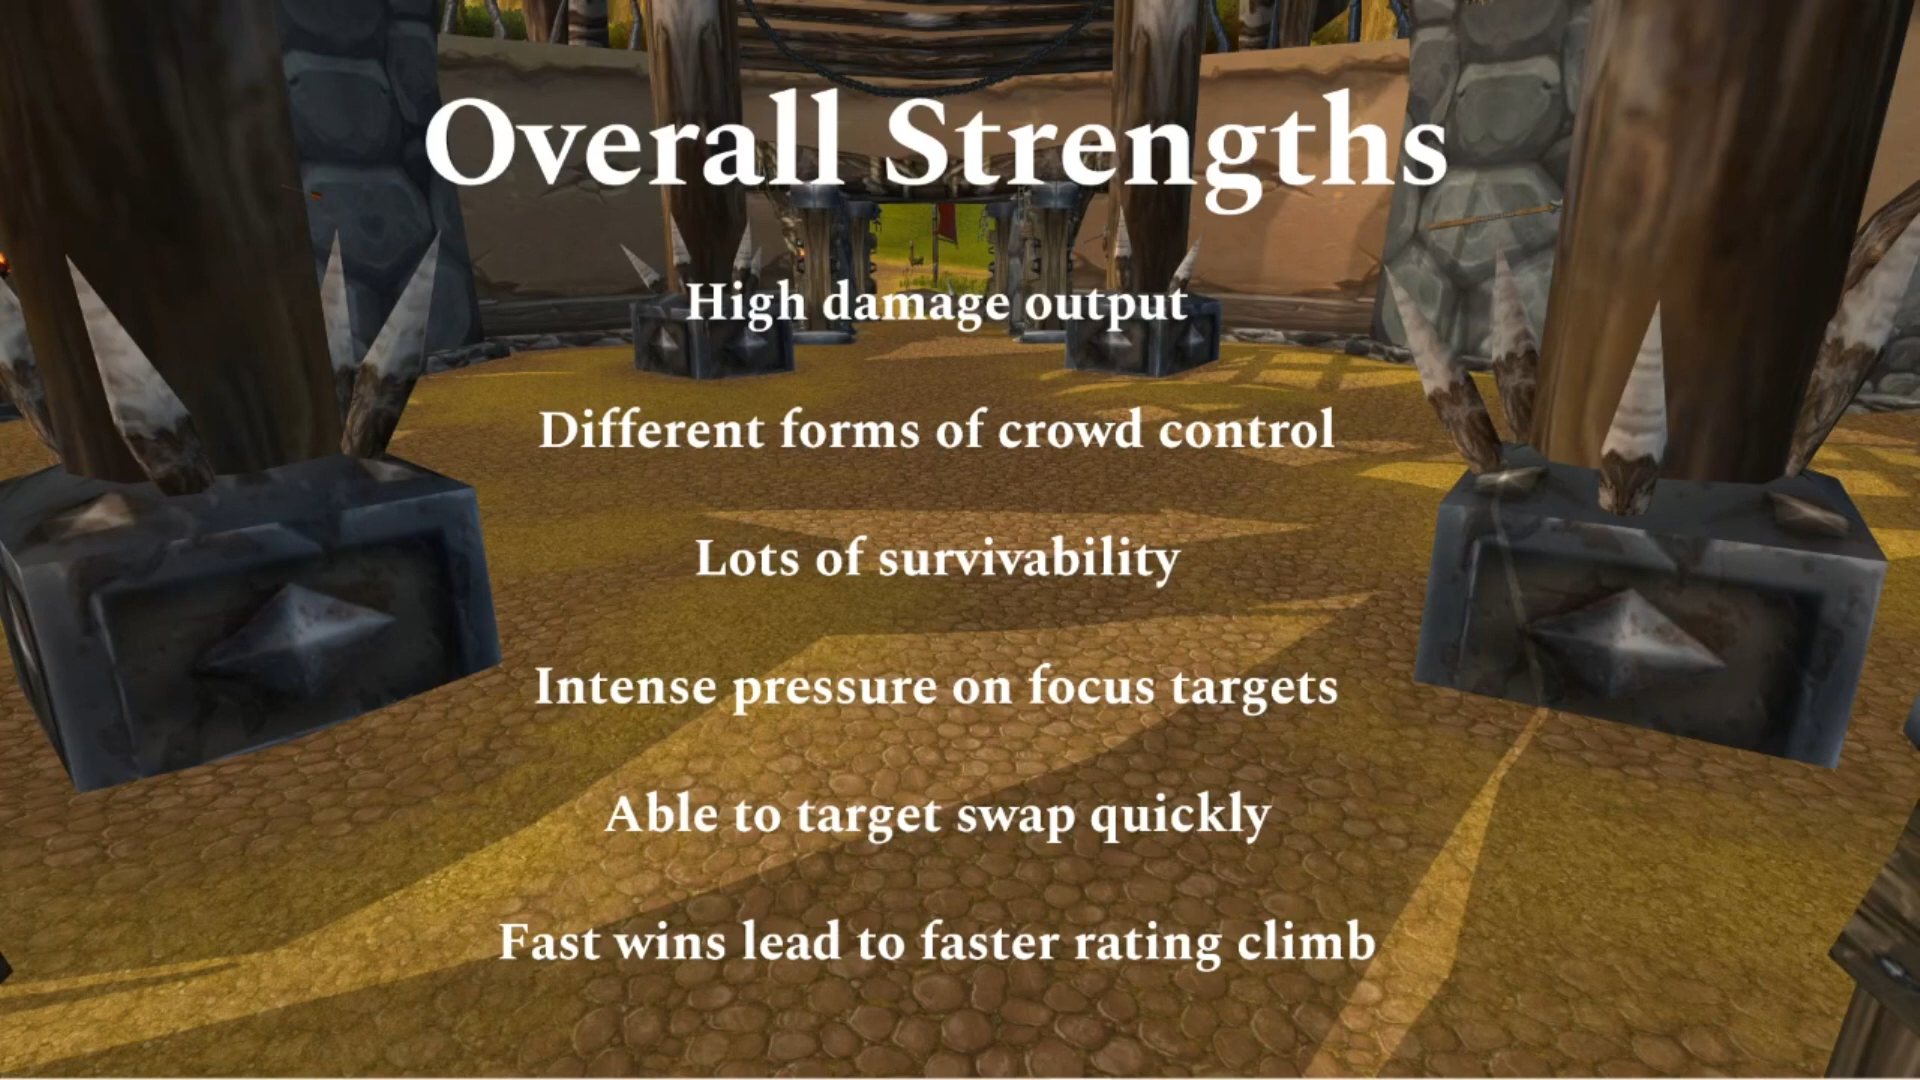 Overall Strengths
High damage output
Different forms of crowd control
Lots of survivability
Intense pressure on focus targets
Able to target swap quickly
Fast wins lead to faster rating climb